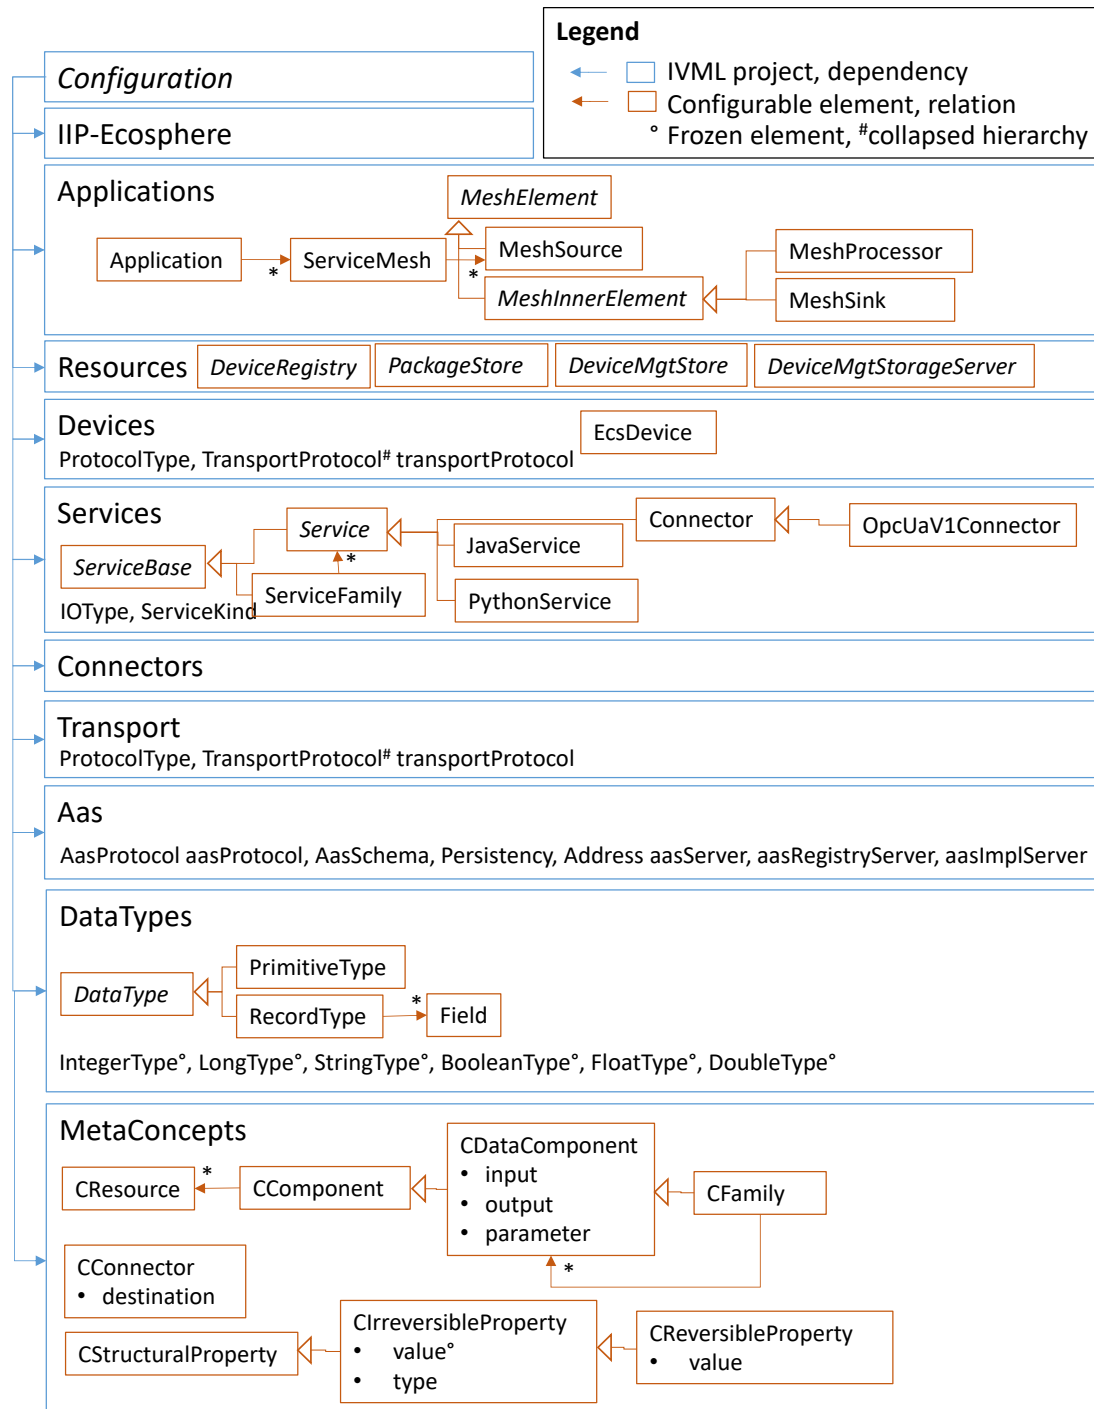 Legend
IVML project, dependency
Configurable element, relation
° Frozen element, #collapsed hierarchy
Configuration
IIP-Ecosphere
Applications
MeshElement
Application
*
ServiceMesh
*
MeshSource
MeshInnerElement
MeshProcessor
MeshSink
Resources
DeviceRegistry
PackageStore
DeviceMgtStore
DeviceMgtStorageServer
Devices
EcsDevice
ProtocolType, TransportProtocol# transportProtocol
Services
Service
*
Connector
OpcUaV1Connector
JavaService
ServiceBase
ServiceFamily
PythonService
IOType, ServiceKind
Connectors
Transport
ProtocolType, TransportProtocol# transportProtocol
Aas
AasProtocol aasProtocol, AasSchema, Persistency, Address aasServer, aasRegistryServer, aasImplServer
DataTypes
PrimitiveType
DataType
RecordType
*
Field
IntegerType°, LongType°, StringType°, BooleanType°, FloatType°, DoubleType°
MetaConcepts
CResource
*
CComponent
CDataComponent
• input
• output
• parameter
CFamily
*
CConnector
• destination
CStructuralProperty
CIrreversibleProperty
• value°
• type
CReversibleProperty
• value